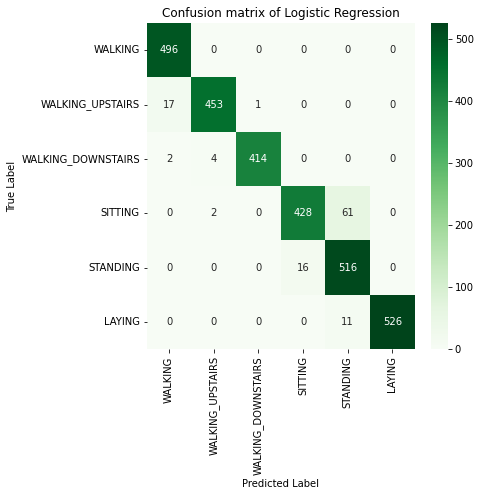 Confusion matrix of Logistic Regression
True Label
WALKING 496 0 0 0 0 0
WALKING_UPSTAIRS 17 453 1 0 0 0
WALKING_DOWNSTAIRS 2 4 414 0 0 0
SITTING 0 2 0 428 61 0
STANDING 0 0 0 16 516 0
LAYING 0 0 0 0 11 526
WALKING
WALKING_UPSTAIRS
WALKING_DOWNSTAIRS
SITTING
STANDING
LAYING
Predicted Label
500
400
300
200
100
0